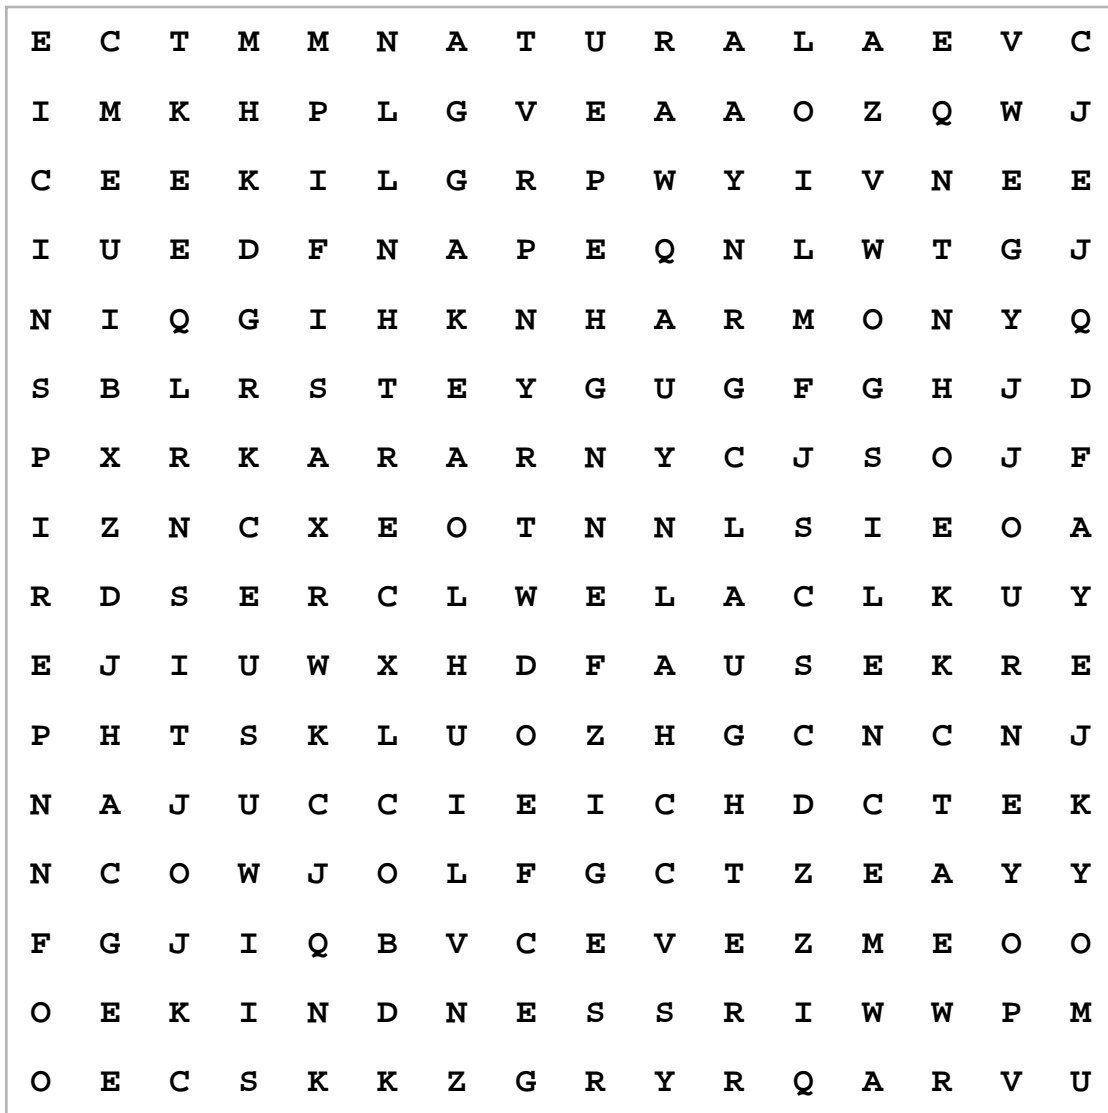 E C T M M N A T U R A L A E V C
I M K H P L G V E A A O Z Q W J
C E E K I L G R P W Y I V N E E
I U E D F N A P E Q N L W T G J
N I Q G I H K N H A R M O N Y Q
S B L R S T E Y G U G F G H J D
P X R K A R A R N Y C J S O J F
I Z N C X E O T N N L S I E O A
R D S E R C L W E L A C L K U Y
E J I U W X H D F A U S E K R E
P H T S K L U O Z H G C N C N J
N A J U C C I E I C H D C T E K
N C O W J O L F G C T Z E A Y Y
F G J I Q B V C E V E Z M E O O
O E K I N D N E S S R I W W P M
O E C S K K Z G R Y R Q A R V U